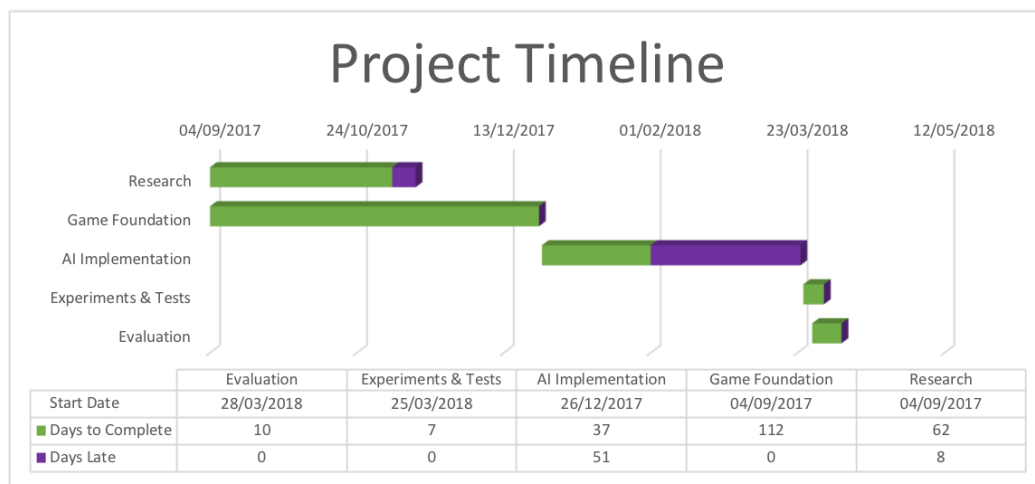 Project Timeline
04/09/2017 24/10/2017 13/12/2017 01/02/2018 23/03/2018 12/05/2018
Research
Game Foundation
AI Implementation
Experiments & Tests
Evaluation
Evaluation Experiments & Tests AI Implementation Game Foundation Research
Start Date 28/03/2018 25/03/2018 26/12/2017 04/09/2017 04/09/2017
Days to Complete 10 7 37 112 62
Days Late 0 0 51 0 8